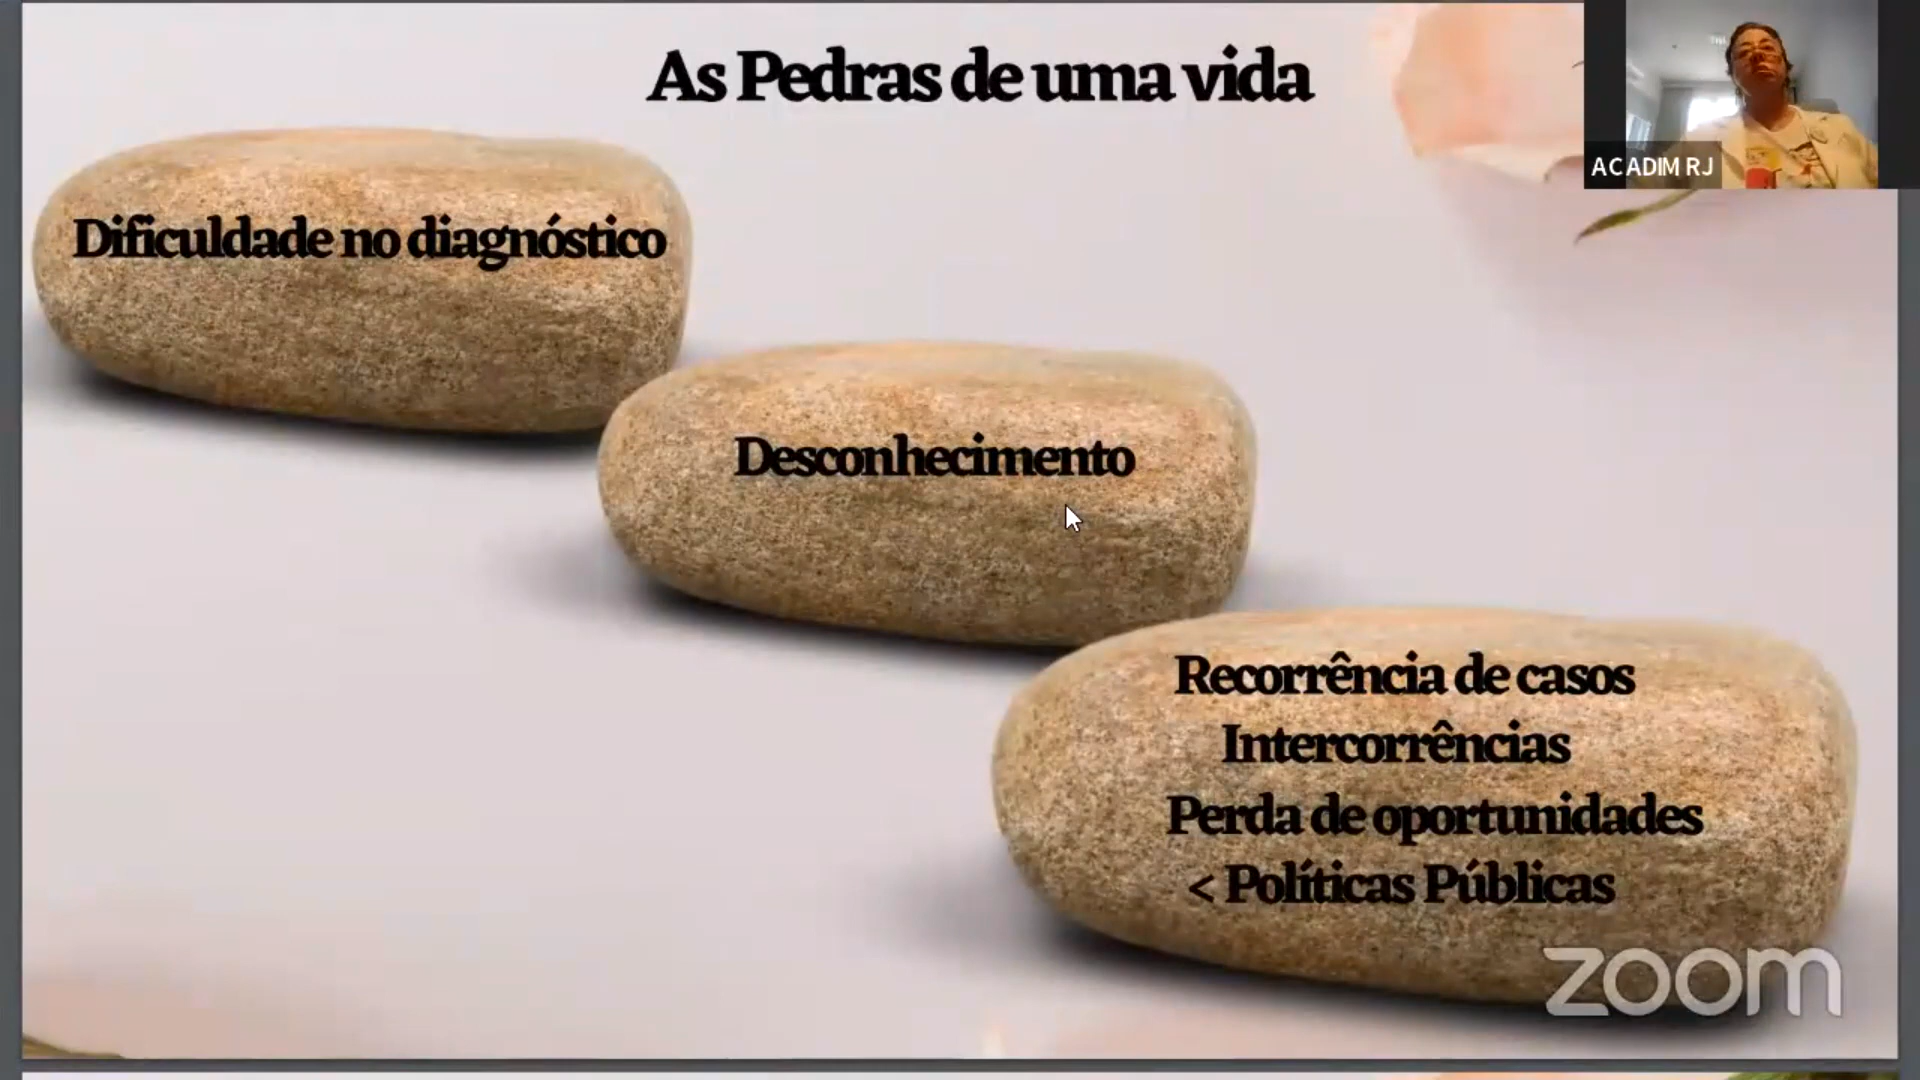 As Pedras de uma vida
ACADIM RJ
Dificuldade no diagnóstico
Desconhecimento
Recorrência de casos
Intercorrências
Perda de oportunidades
< Políticas Públicas
zoom